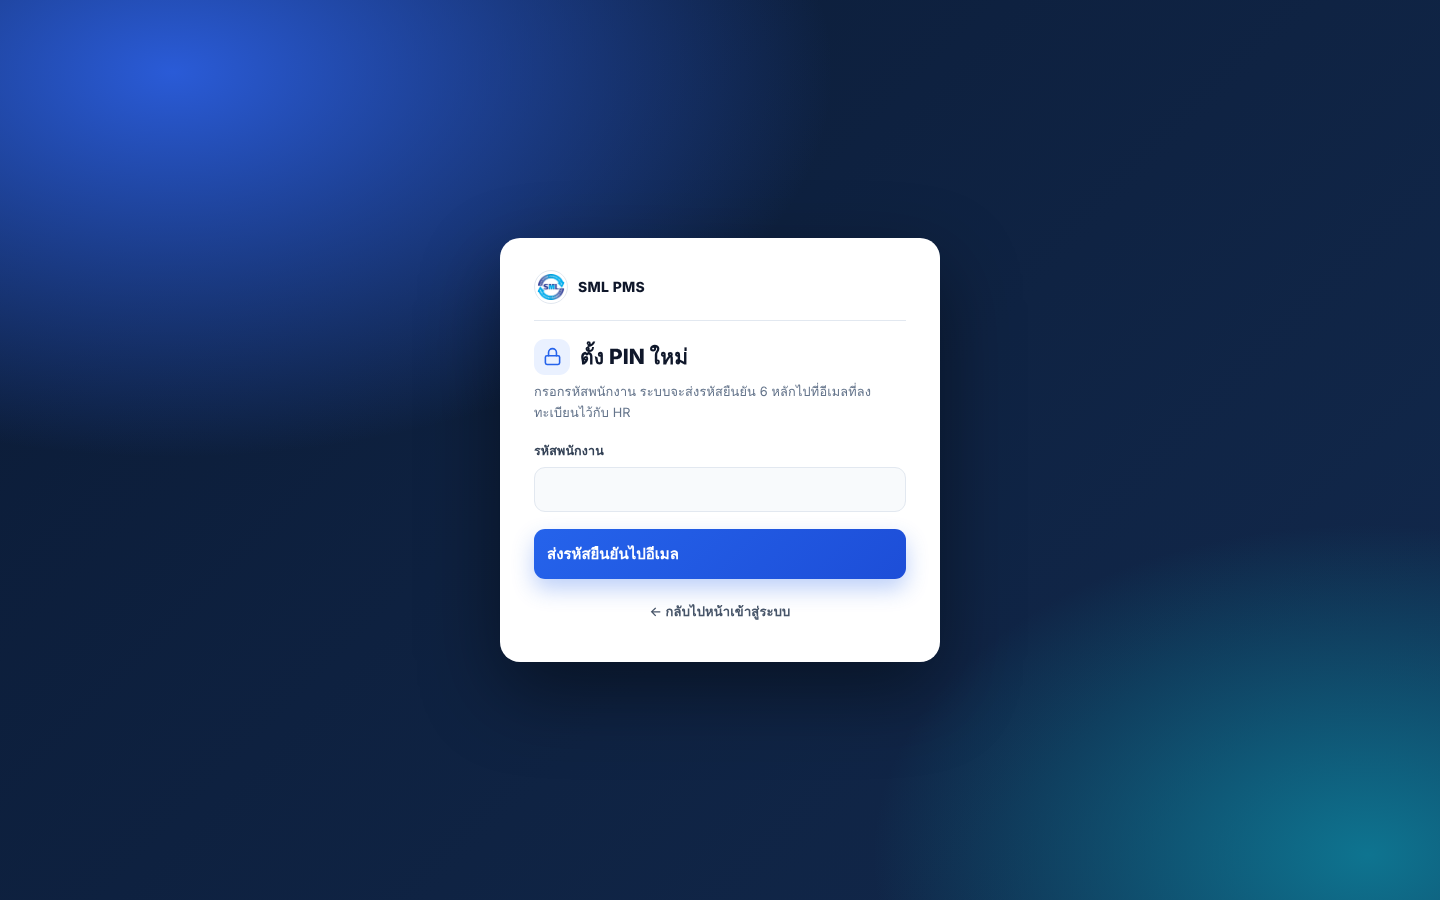 SML
SML PMS
ตั้ง PIN ใหม่
กรอกรหัสพนักงาน ระบบจะส่งรหัสยืนยัน 6 หลักไปที่อีเมลที่ลง
ทะเบียนไว้กับ HR
รหัสพนักงาน
ส่งรหัสยืนยันไปอีเมล
← กลับไปหน้าเข้าสู่ระบบ